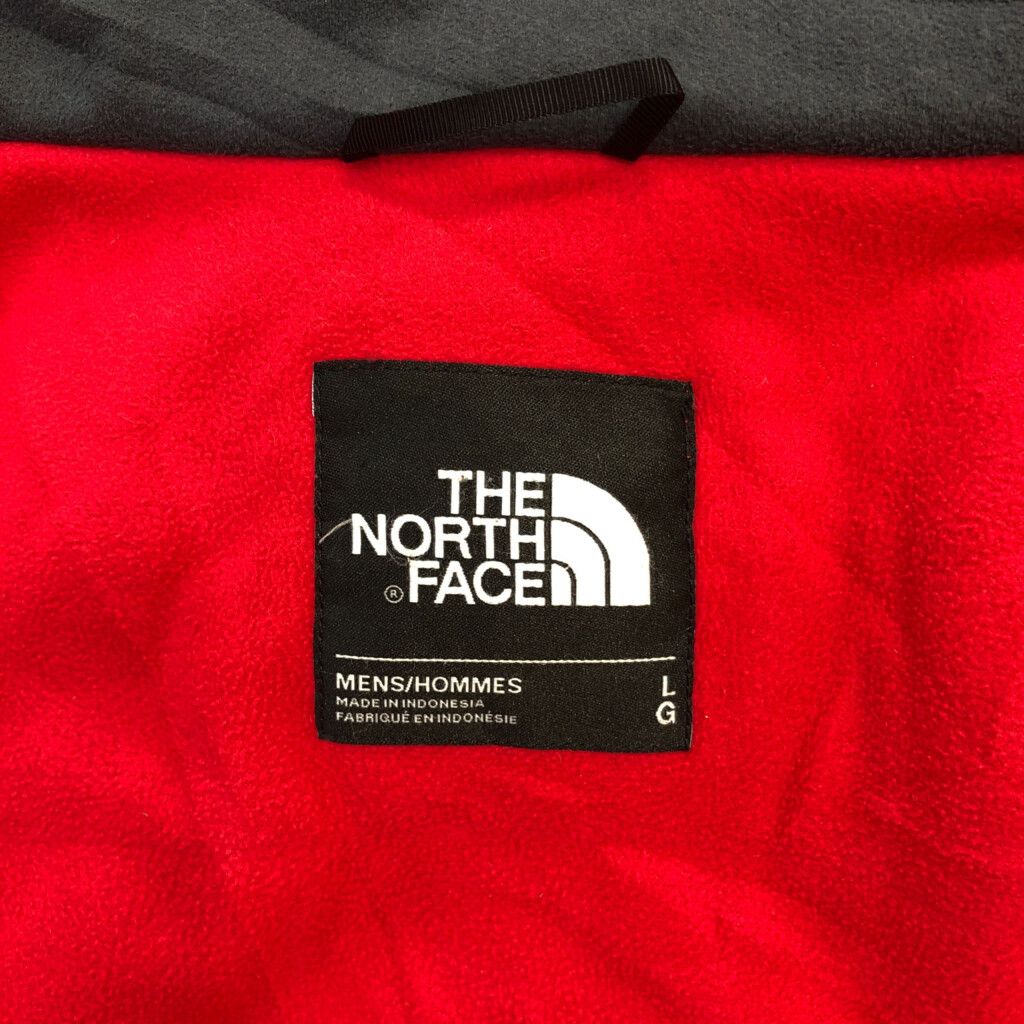 THE
NORTH
® FACE
MENS/HOMMES L
MADE IN INDONESIA
FABRIQUÉ EN INDONÉSIE G